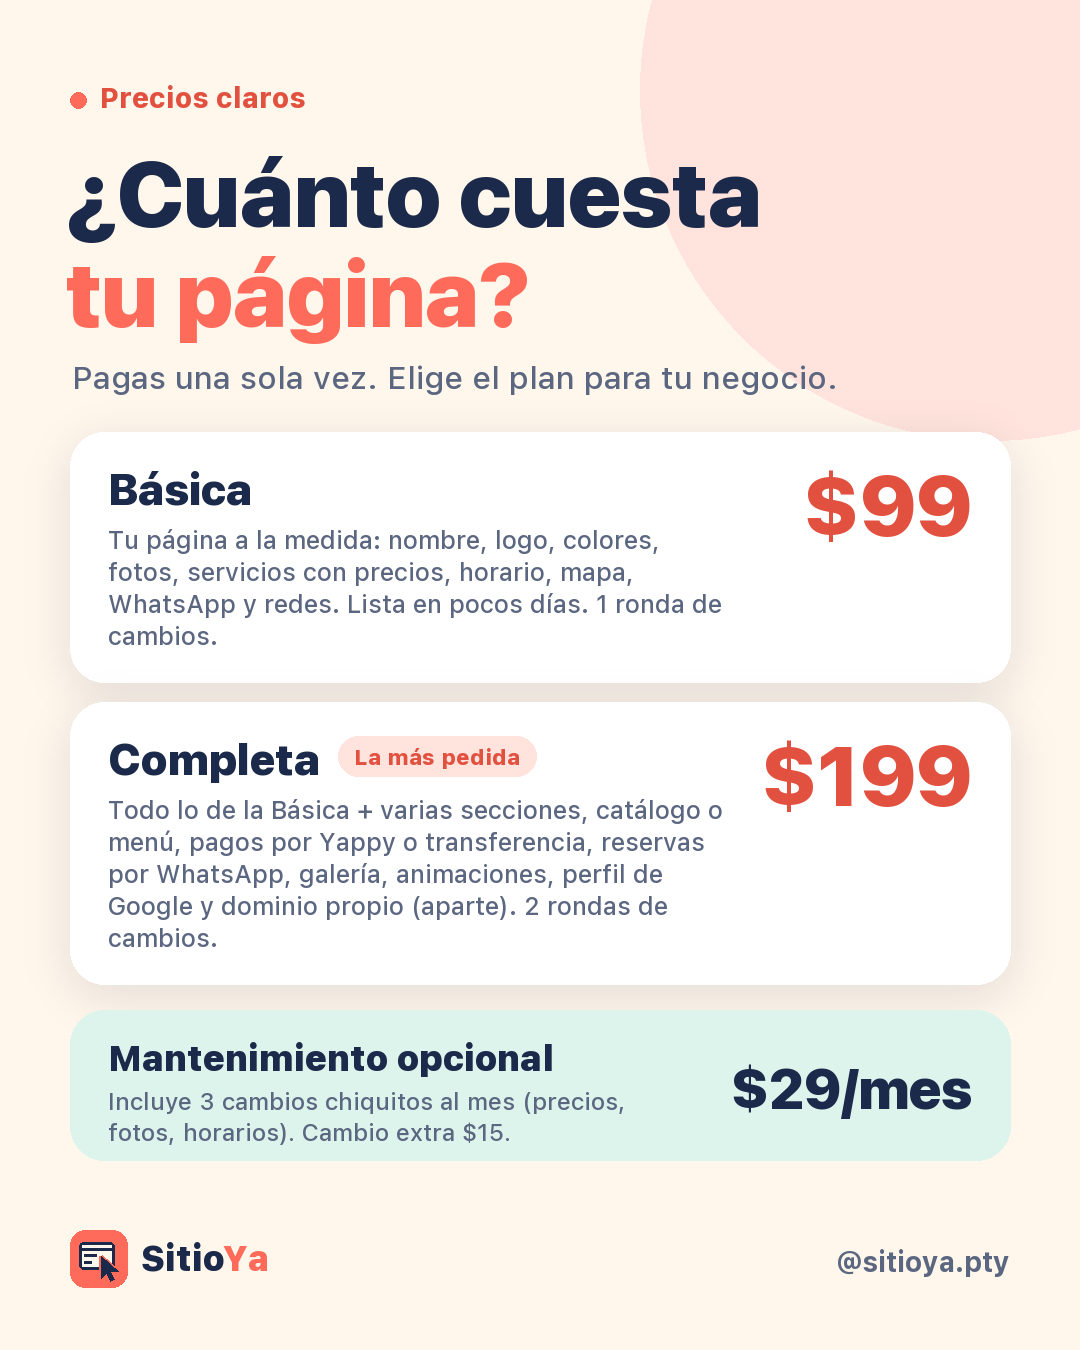 Precios claros
¿Cuánto cuesta
tu página?
Pagas una sola vez. Elige el plan para tu negocio.
Básica
$99
Tu página a la medida: nombre, logo, colores,
fotos, servicios con precios, horario, mapa,
WhatsApp y redes. Lista en pocos días. 1 ronda de
cambios.
Completa La más pedida
$199
Todo lo de la Básica + varias secciones, catálogo o
menú, pagos por Yappy o transferencia, reservas
por WhatsApp, galería, animaciones, perfil de
Google y dominio propio (aparte). 2 rondas de
cambios.
Mantenimiento opcional
$29/mes
Incluye 3 cambios chiquitos al mes (precios,
fotos, horarios). Cambio extra $15.
SitioYa
@sitioya.pty